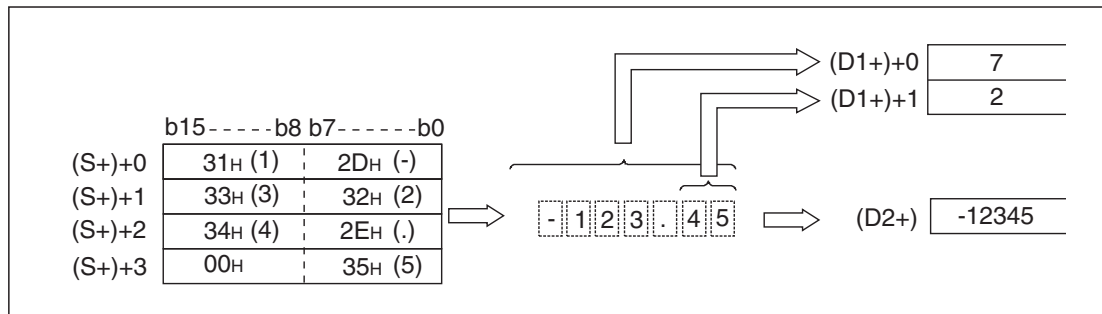 (D1+)+0 7
(D1+)+1 2
b15-----b8 b7------b0
(S+)+0 31H (1) 2DH (-)
(S+)+1 33H (3) 32H (2)
(S+)+2 34H (4) 2EH (.)
(S+)+3 00H 35H (5)
- 1 2 3 . 4 5
(D2+) -12345